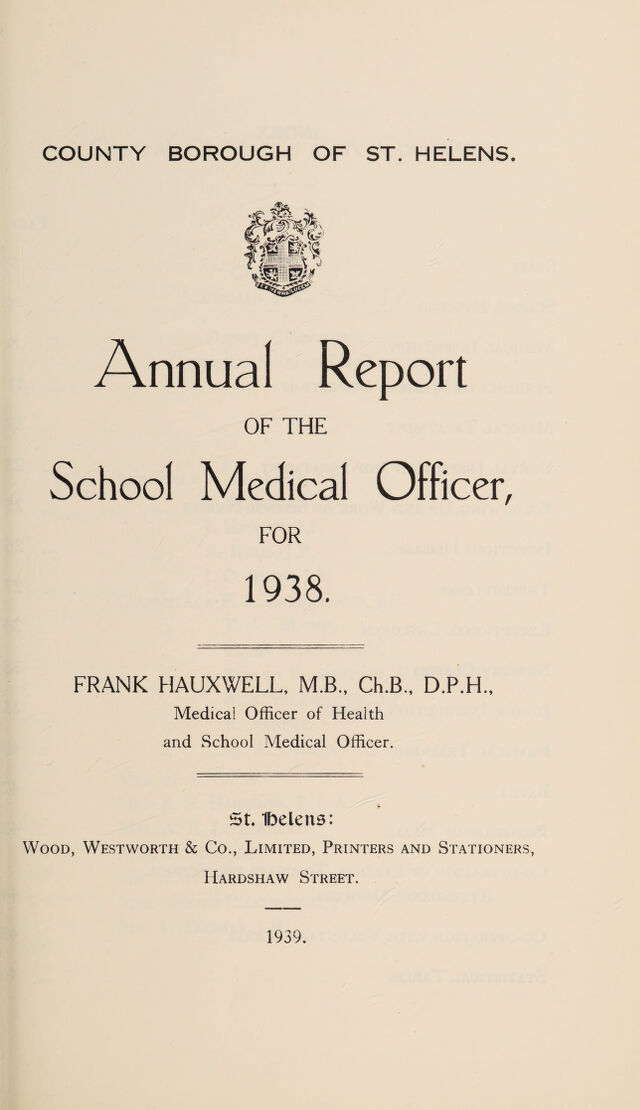 COUNTY BOROUGH OF ST. HELENS.
Annual Report
OF THE
School Medical Officer,
FOR
1938.
FRANK HAUXWELL, M.B., Ch.B., D.P.H.,
Medical Officer of Health
and School Medical Officer.
St. Helens:
WOOD, WESTWORTH & CO., LIMITED, PRINTERS AND STATIONERS,
HARDSHAW STREET.
1939.